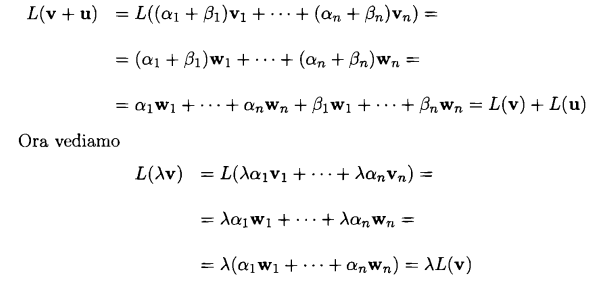 L(v + u) = L((α₁ + β₁)v₁ + ··· + (αₙ + βₙ)vₙ) =
= (α₁ + β₁)w₁ + ··· + (αₙ + βₙ)wₙ =
= α₁w₁ + ··· + αₙwₙ + β₁w₁ + ··· + βₙwₙ = L(v) + L(u)
Ora vediamo
L(λv) = L(λα₁v₁ + ··· + λαₙvₙ) =
= λα₁w₁ + ··· + λαₙwₙ =
= λ(α₁w₁ + ··· + αₙwₙ) = λL(v)